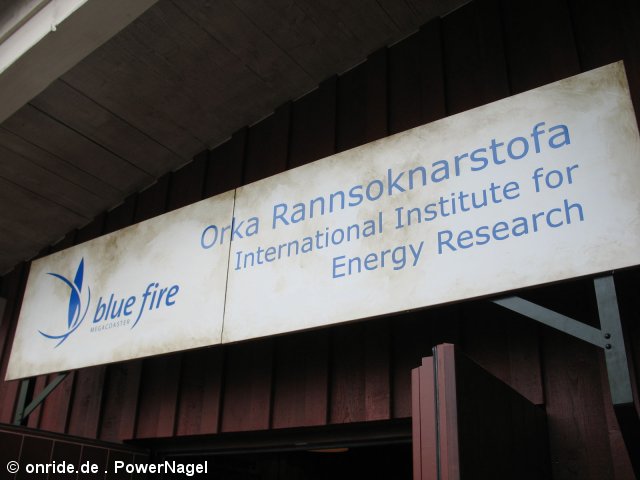 Orka Rannsoknarstofa
International Institute for
Energy Research
blue fire
MEGACOASTER
© onride.de . PowerNagel